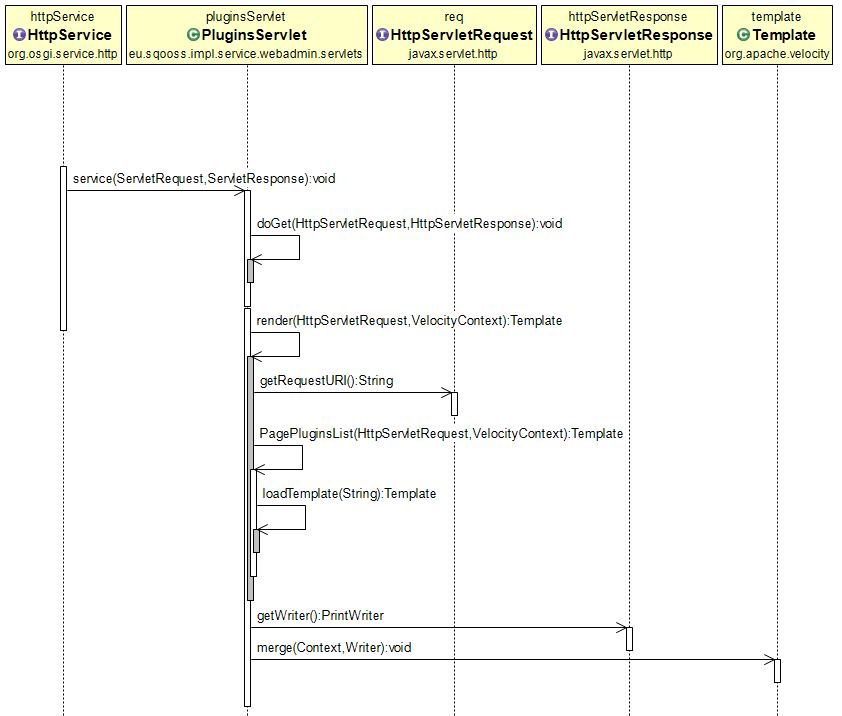 httpService
pluginsServlet
req
httpServletResponse
template
I HttpService
C PluginsServlet
I HttpServletRequest
I HttpServletResponse
C Template
org.osgi.service.http
eu.sqooss.impl.service.webadmin.servlets
javax.servlet.http
javax.servlet.http
org.apache.velocity
service(ServletRequest,ServletResponse):void
doGet(HttpServletRequest,HttpServletResponse):void
render(HttpServletRequest,VelocityContext):Template
getRequestURI():String
PagePluginsList(HttpServletRequest,VelocityContext):Template
loadTemplate(String):Template
getWriter():PrintWriter
merge(Context,Writer):void